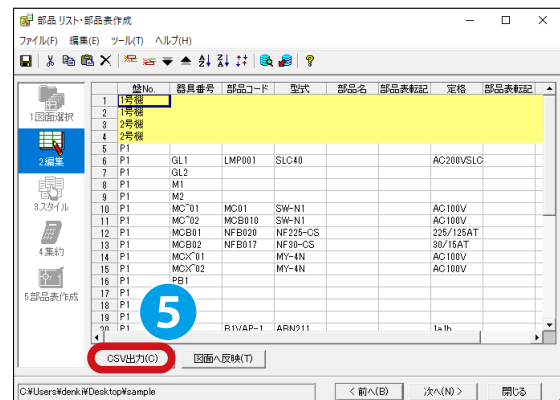 部品リスト・部品表作成
ファイル(F) 編集(E) ツール(T) ヘルプ(H)
盤No. 器具番号 部品コード 型式 部品名 部品表転記 定格 部品表転記
1 1号棚
2 1号棚
3 2号棚
4 2号棚
5 P1
6 P1 GL1 LMP001 SLC40 AC200VSLC
7 P1 GL2
8 P1 M1
9 P1 M2
10 P1 MC^01 MC01 SW-N1 AC100V
11 P1 MC^02 MCB010 SW-N1 AC100V
12 P1 MCB01 NFB020 NF225-CS 225/125AT
13 P1 MCB02 NFB017 NF30-CS 30/15AT
14 P1 MCX^01 MY-4N AC100V
15 P1 MCX^02 MY-4N AC100V
16 P1 PB1
17 P1
18 P1
19 P1
20 P1 B1VAP-1 ABN211 1a1b
1.図面選択
2.編集
3.スタイル
4.集約
5.部品表作成
5
CSV出力(C) 図面へ反映(T)
C:¥Users¥denki¥Desktop¥sample < 前へ(B) 次へ(N) > 閉じる